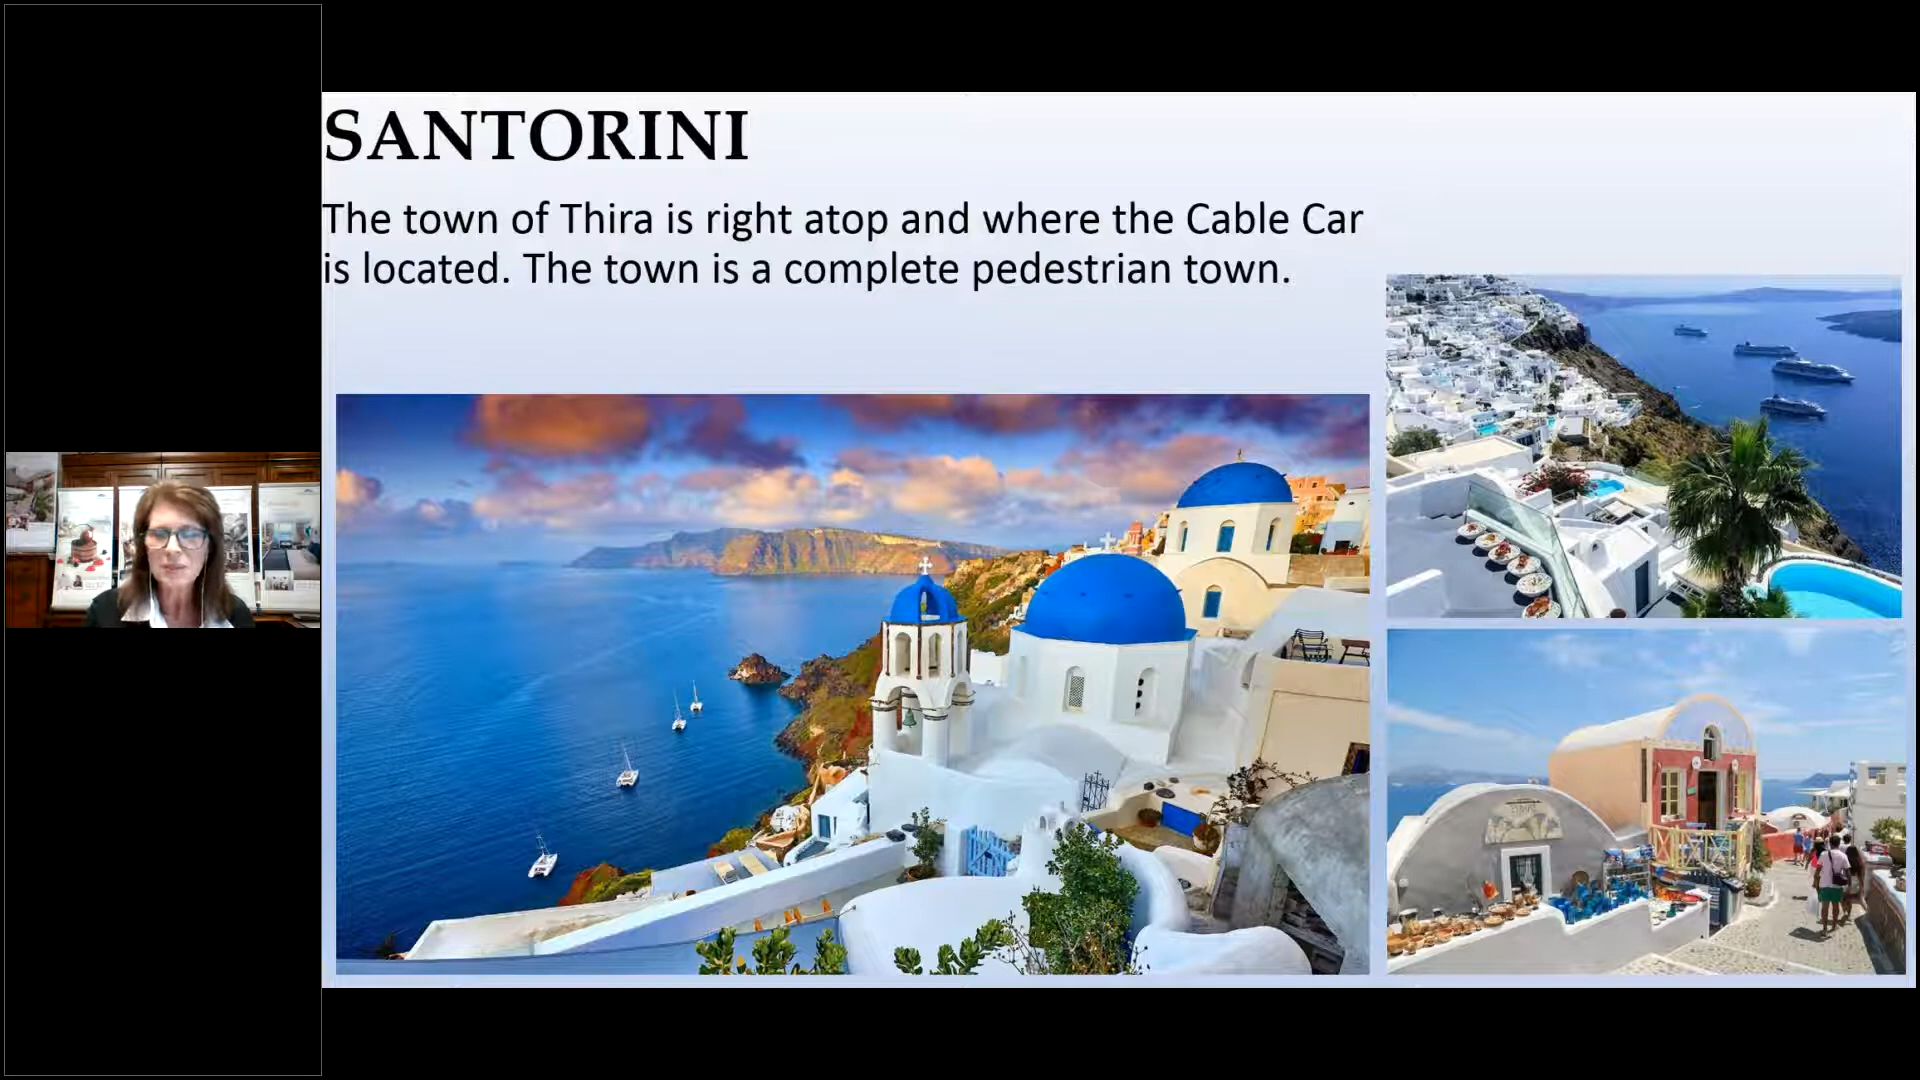 SANTORINI
The town of Thira is right atop and where the Cable Car
is located. The town is a complete pedestrian town.